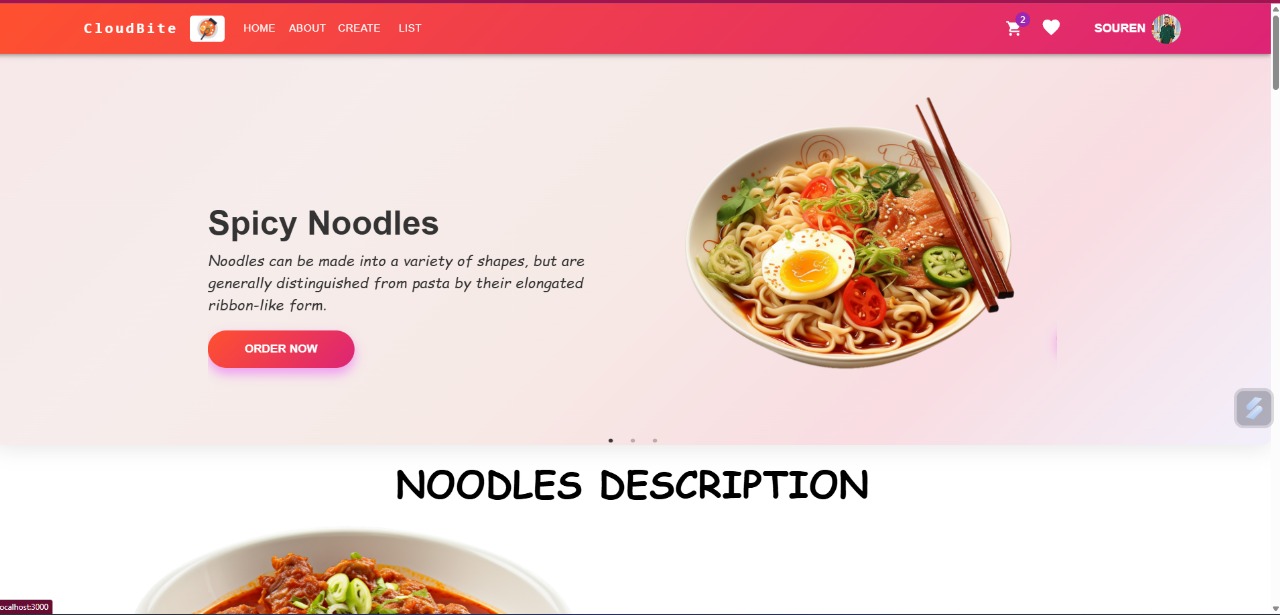 CloudBite
HOME ABOUT CREATE LIST
2
SOUREN
Spicy Noodles
Noodles can be made into a variety of shapes, but are
generally distinguished from pasta by their elongated
ribbon-like form.
ORDER NOW
NOODLES DESCRIPTION
ocalhost:3000